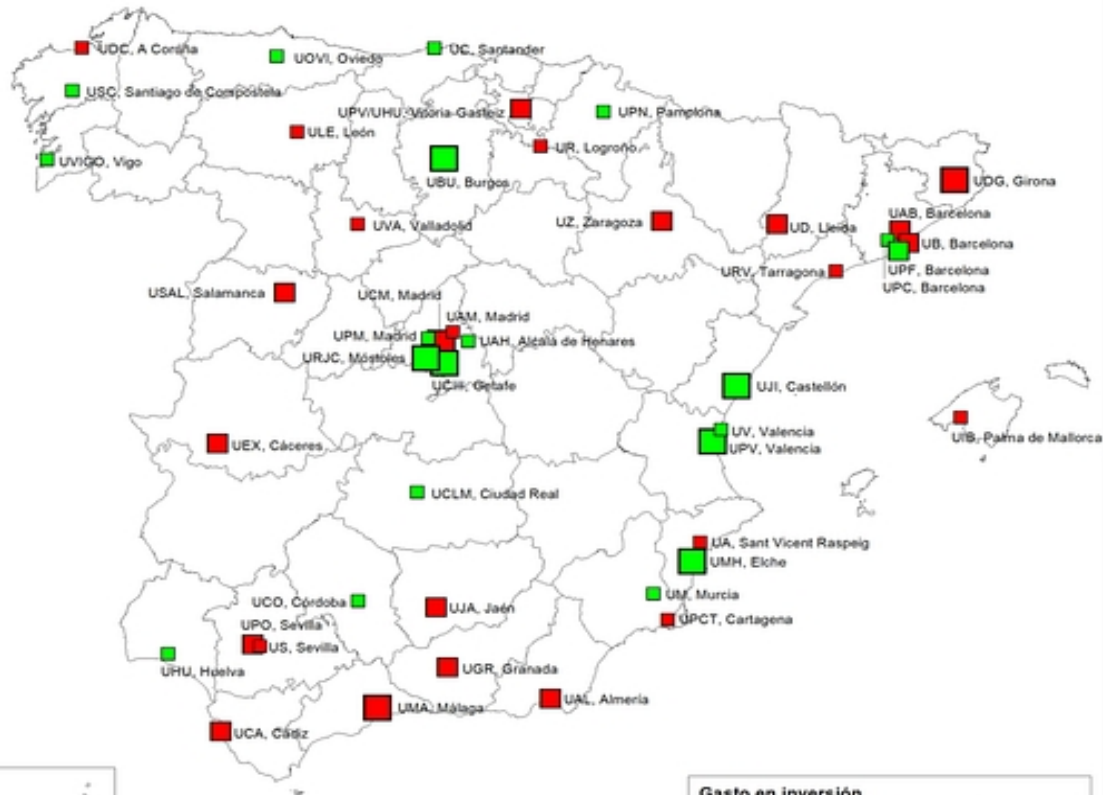 UDC, A Coruña
UOVI, Oviedo
UC, Santander
USC, Santiago de Compostela
UPV/UHU, Vitoria-Gasteiz
UPN, Pamplona
ULE, León
UR, Logroño
UVIGO, Vigo
UBU, Burgos
UDG, Girona
UVA, Valladolid
UZ, Zaragoza
UD, Lleida
UAB, Barcelona
UB, Barcelona
URV, Tarragona
UPF, Barcelona
UPC, Barcelona
USAL, Salamanca
UCM, Madrid
UAM, Madrid
UPM, Madrid
UAH, Alcalá de Henares
URJC, Móstoles
UCIII, Getafe
UJI, Castellón
UIB, Palma de Mallorca
UV, Valencia
UPV, Valencia
UEX, Cáceres
UCLM, Ciudad Real
UA, Sant Vicent Raspeig
UMH, Elche
UM, Murcia
UPCT, Cartagena
UCO, Córdoba
UJA, Jaén
UPO, Sevilla
US, Sevilla
UHU, Huelva
UGR, Granada
UAL, Almería
UMA, Málaga
UCA, Cádiz
Gasto en inversión